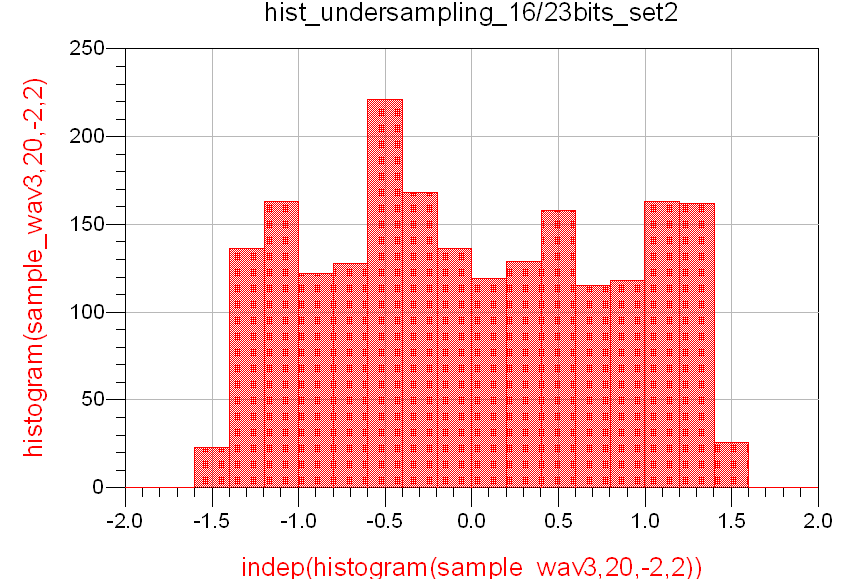 hist_undersampling_16/23bits_set2
histogram(sample_wav3,20,-2,2)
250
200
150
100
50
0
-2.0 -1.5 -1.0 -0.5 0.0 0.5 1.0 1.5 2.0
indep(histogram(sample_wav3,20,-2,2))